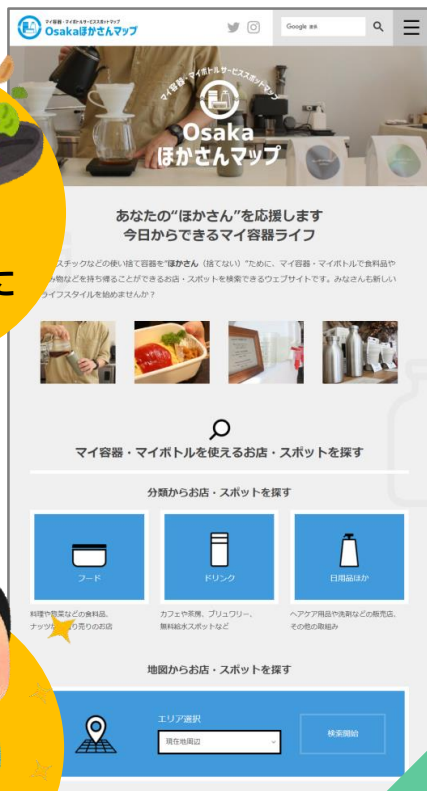 マイ容器・マイボトルサービススポットマップ
Osakaほかさんマップ
Google 検索
マイ容器・マイボトルサービススポットマップ
Osaka
ほかさんマップ
あなたの“ほかさん”を応援します
今日からできるマイ容器ライフ
スチックなどの使い捨て容器を“ほかさん（捨てない）”ために、マイ容器・マイボトルで食料品や
み物などを持ち帰ることができるお店・スポットを検索できるウェブサイトです。みなさんも新しい
ライフスタイルを始めませんか？
に
マイ容器・マイボトルを使えるお店・スポットを探す
分類からお店・スポットを探す
フード
ドリンク
日用品ほか
料理や惣菜などの食料品、
ナッツ
り売りのお店
カフェや茶房、ブリュワリー、
無料給水スポットなど
ヘアケア用品や洗剤などの販売店、
その他の取組み
地図からお店・スポットを探す
エリア選択
現在地周辺
検索開始